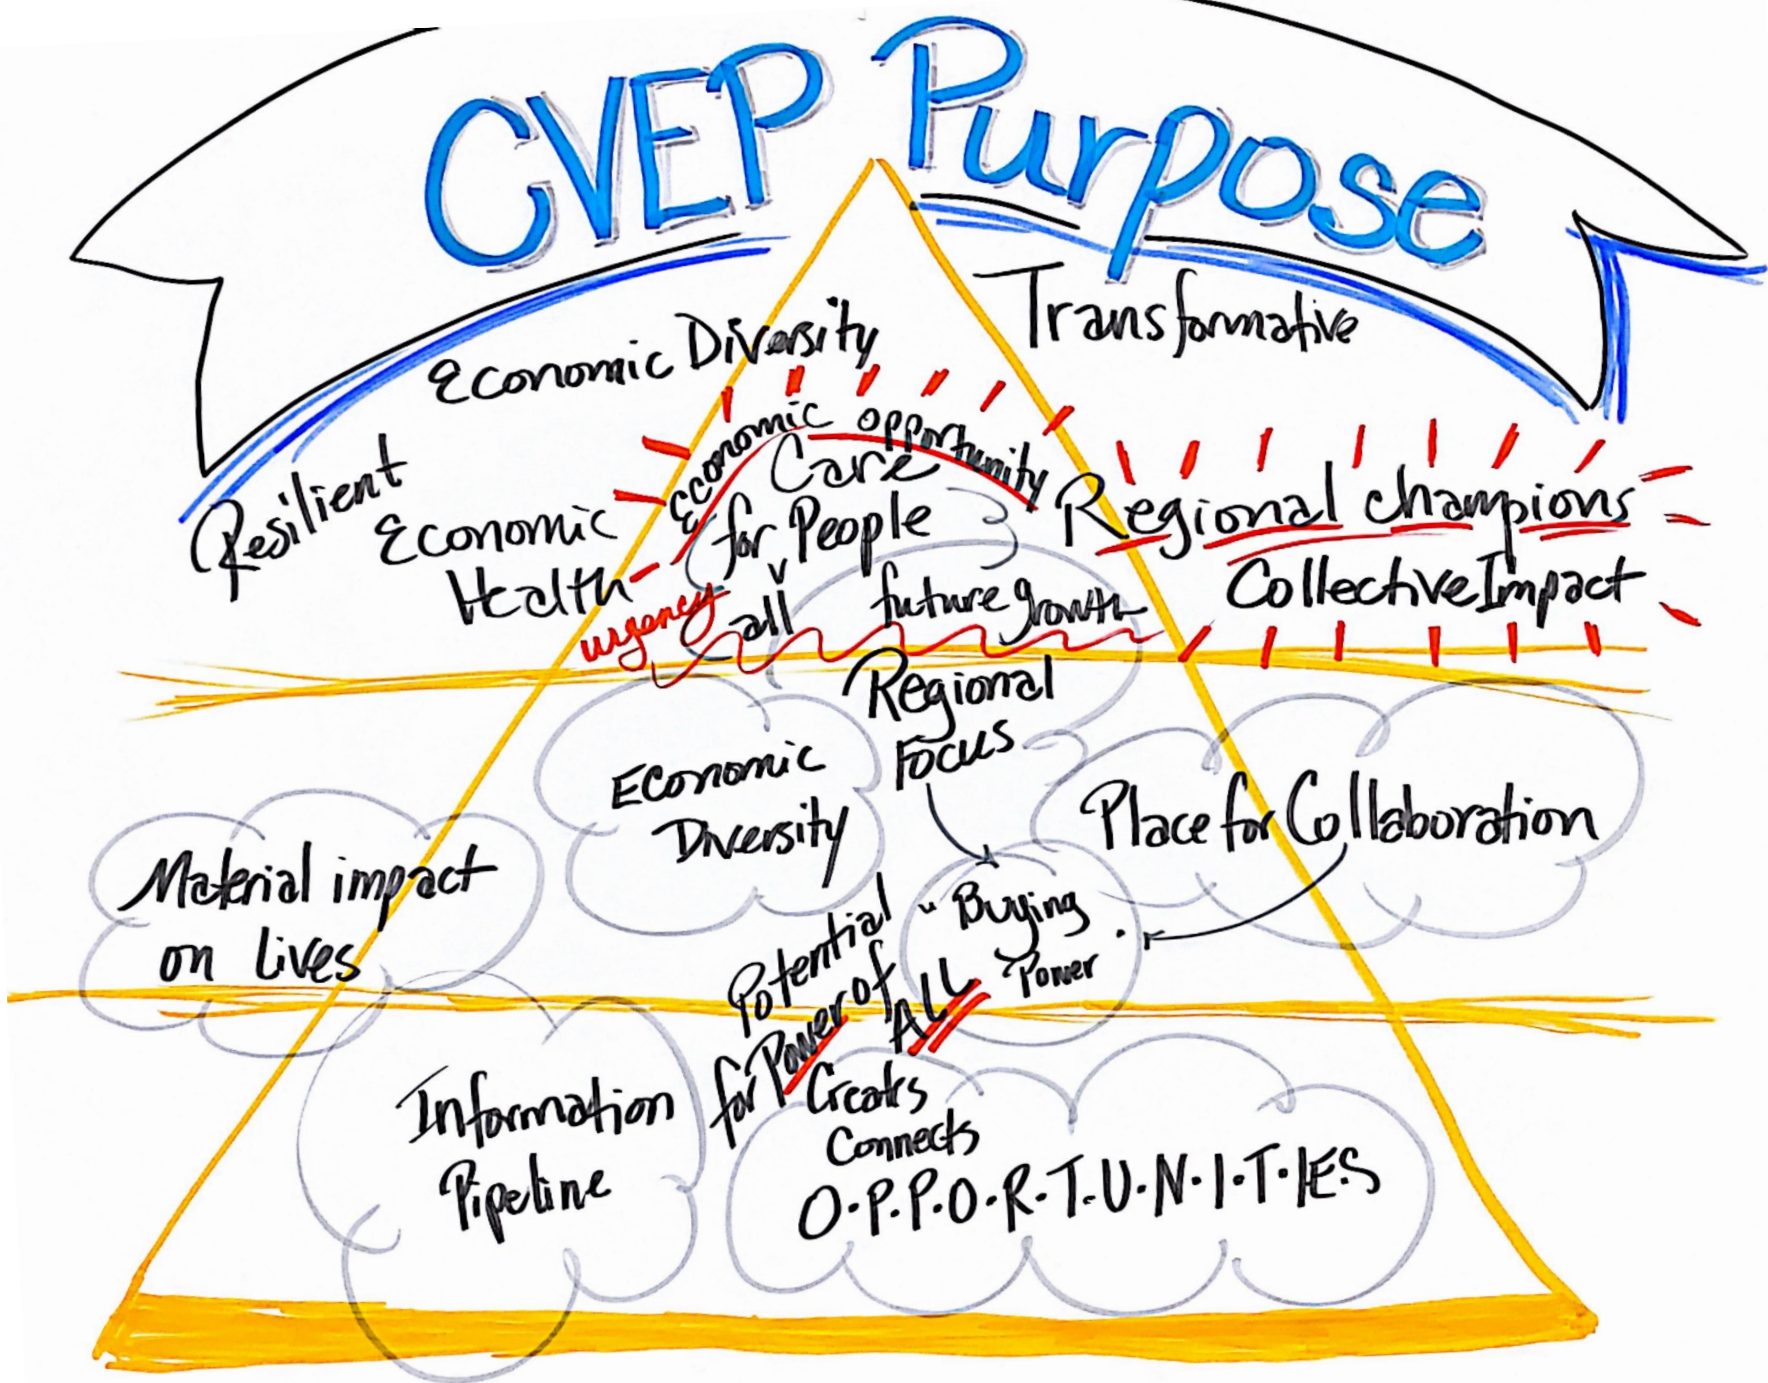 CVEP Purpose
Economic Diversity
Transformative
Resilient
Economic
Health
Economic opportunity
Care
for People
all
urgency
future growth
Regional champions
Collective Impact
Regional
Focus
Economic
Diversity
Place for Collaboration
Material impact
on lives
"Buying
Power
Potential
for Power of
ALL
Information
Pipeline
Creates
Connects
O.P.P.O.R.T.U.N.I.T.IE.S